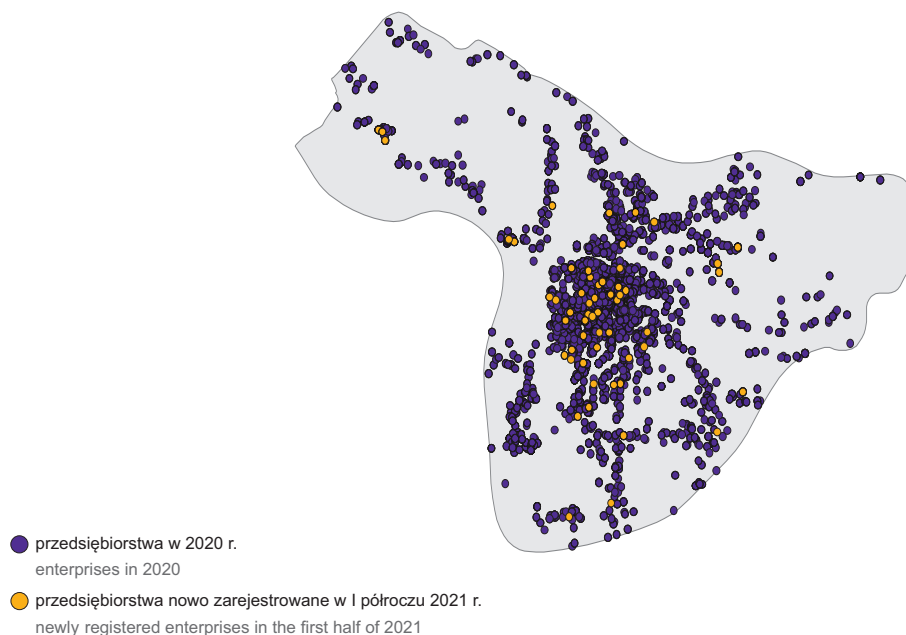 przedsiębiorstwa w 2020 r.
enterprises in 2020
przedsiębiorstwa nowo zarejestrowane w I półroczu 2021 r.
newly registered enterprises in the first half of 2021